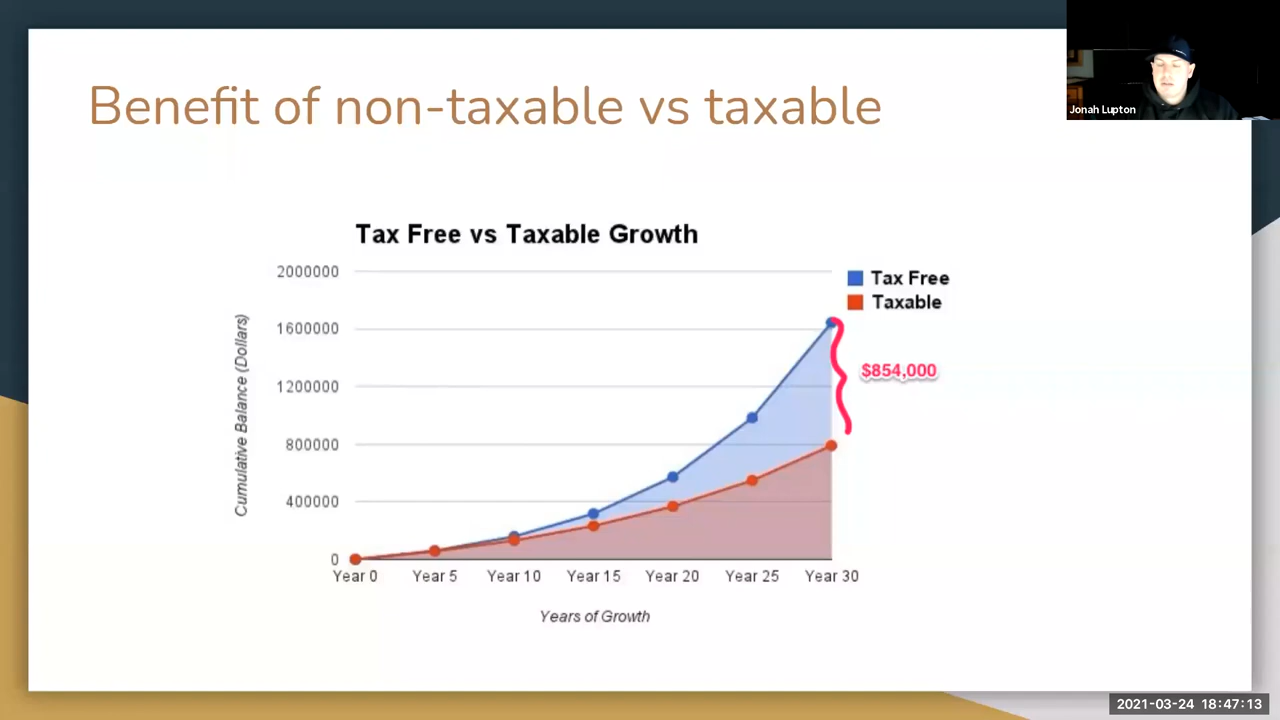 Benefit of non-taxable vs taxable
Jonah Lupton
Tax Free vs Taxable Growth
2000000
1600000
1200000
800000
400000
0
Cumulative Balance (Dollars)
Tax Free
Taxable
$854,000
Year 0 Year 5 Year 10 Year 15 Year 20 Year 25 Year 30
Years of Growth
2021-03-24 18:47:13